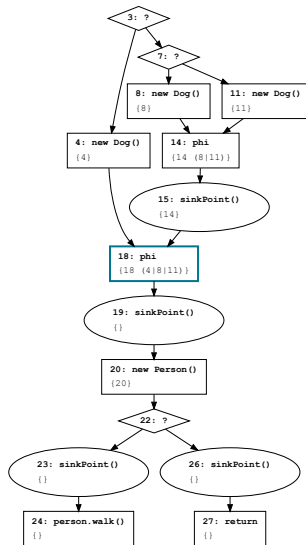 3: ?
7: ?
8: new Dog()
{8}
11: new Dog()
{11}
4: new Dog()
{4}
14: phi
{14 (8|11)}
15: sinkPoint()
{14}
18: phi
{18 (4|8|11)}
19: sinkPoint()
{}
20: new Person()
{20}
22: ?
23: sinkPoint()
{}
26: sinkPoint()
{}
24: person.walk()
{}
27: return
{}